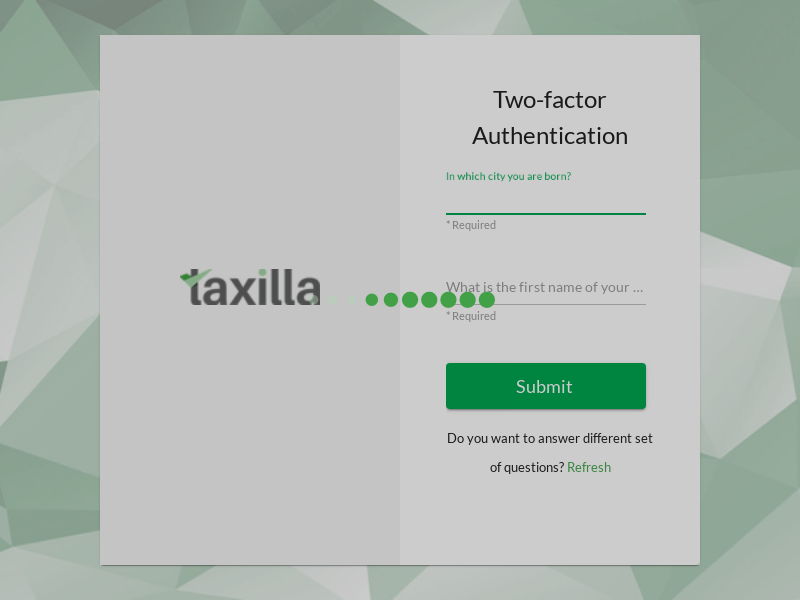 taxilla
Two-factor
Authentication
In which city you are born?
* Required
What is the first name of your ...
* Required
Submit
Do you want to answer different set
of questions? Refresh